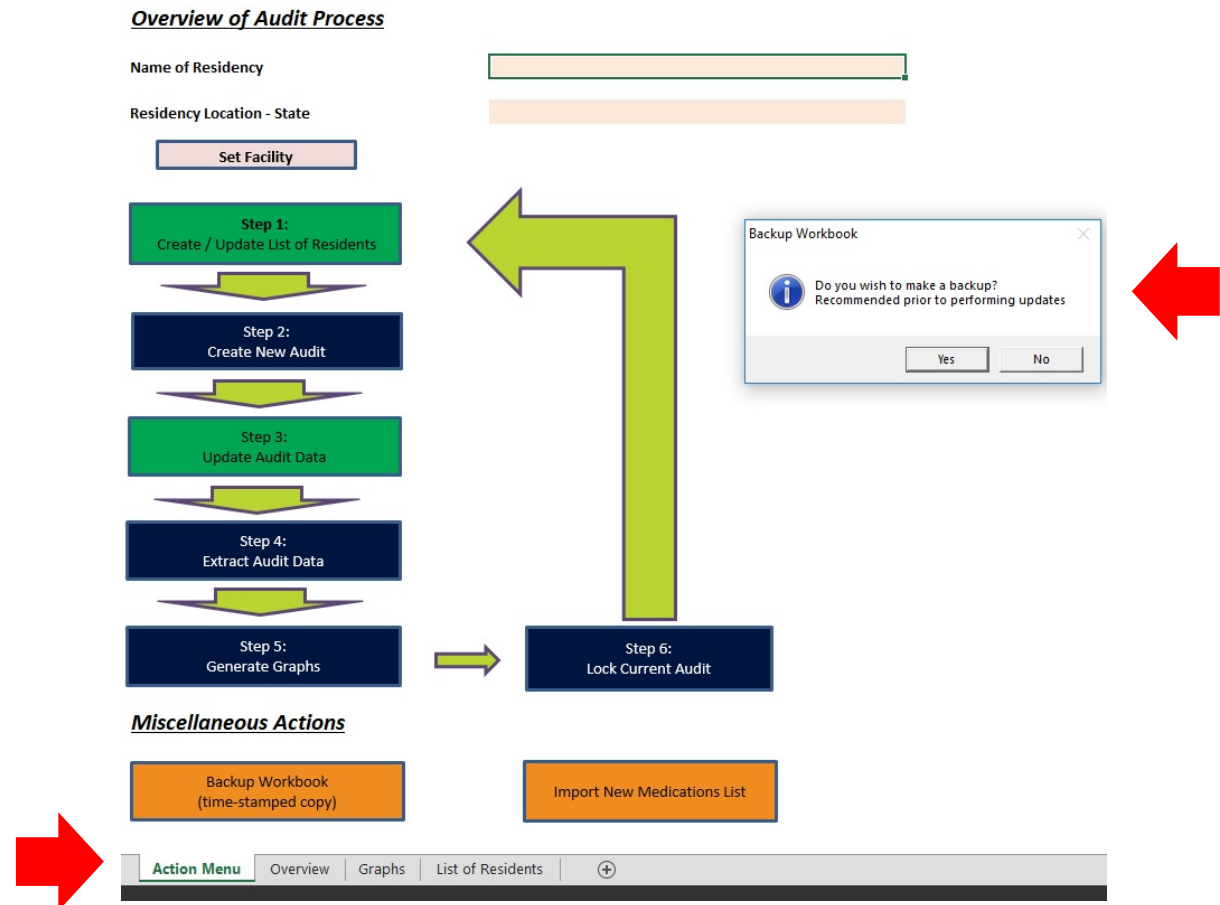 Overview of Audit Process
Name of Residency
Residency Location - State
Set Facility
Step 1:
Create / Update List of Residents
Step 2:
Create New Audit
Step 3:
Update Audit Data
Step 4:
Extract Audit Data
Step 5:
Generate Graphs
Step 6:
Lock Current Audit
Backup Workbook
Do you wish to make a backup?
Recommended prior to performing updates
Yes No
Miscellaneous Actions
Backup Workbook
(time-stamped copy)
Import New Medications List
Action Menu Overview Graphs List of Residents